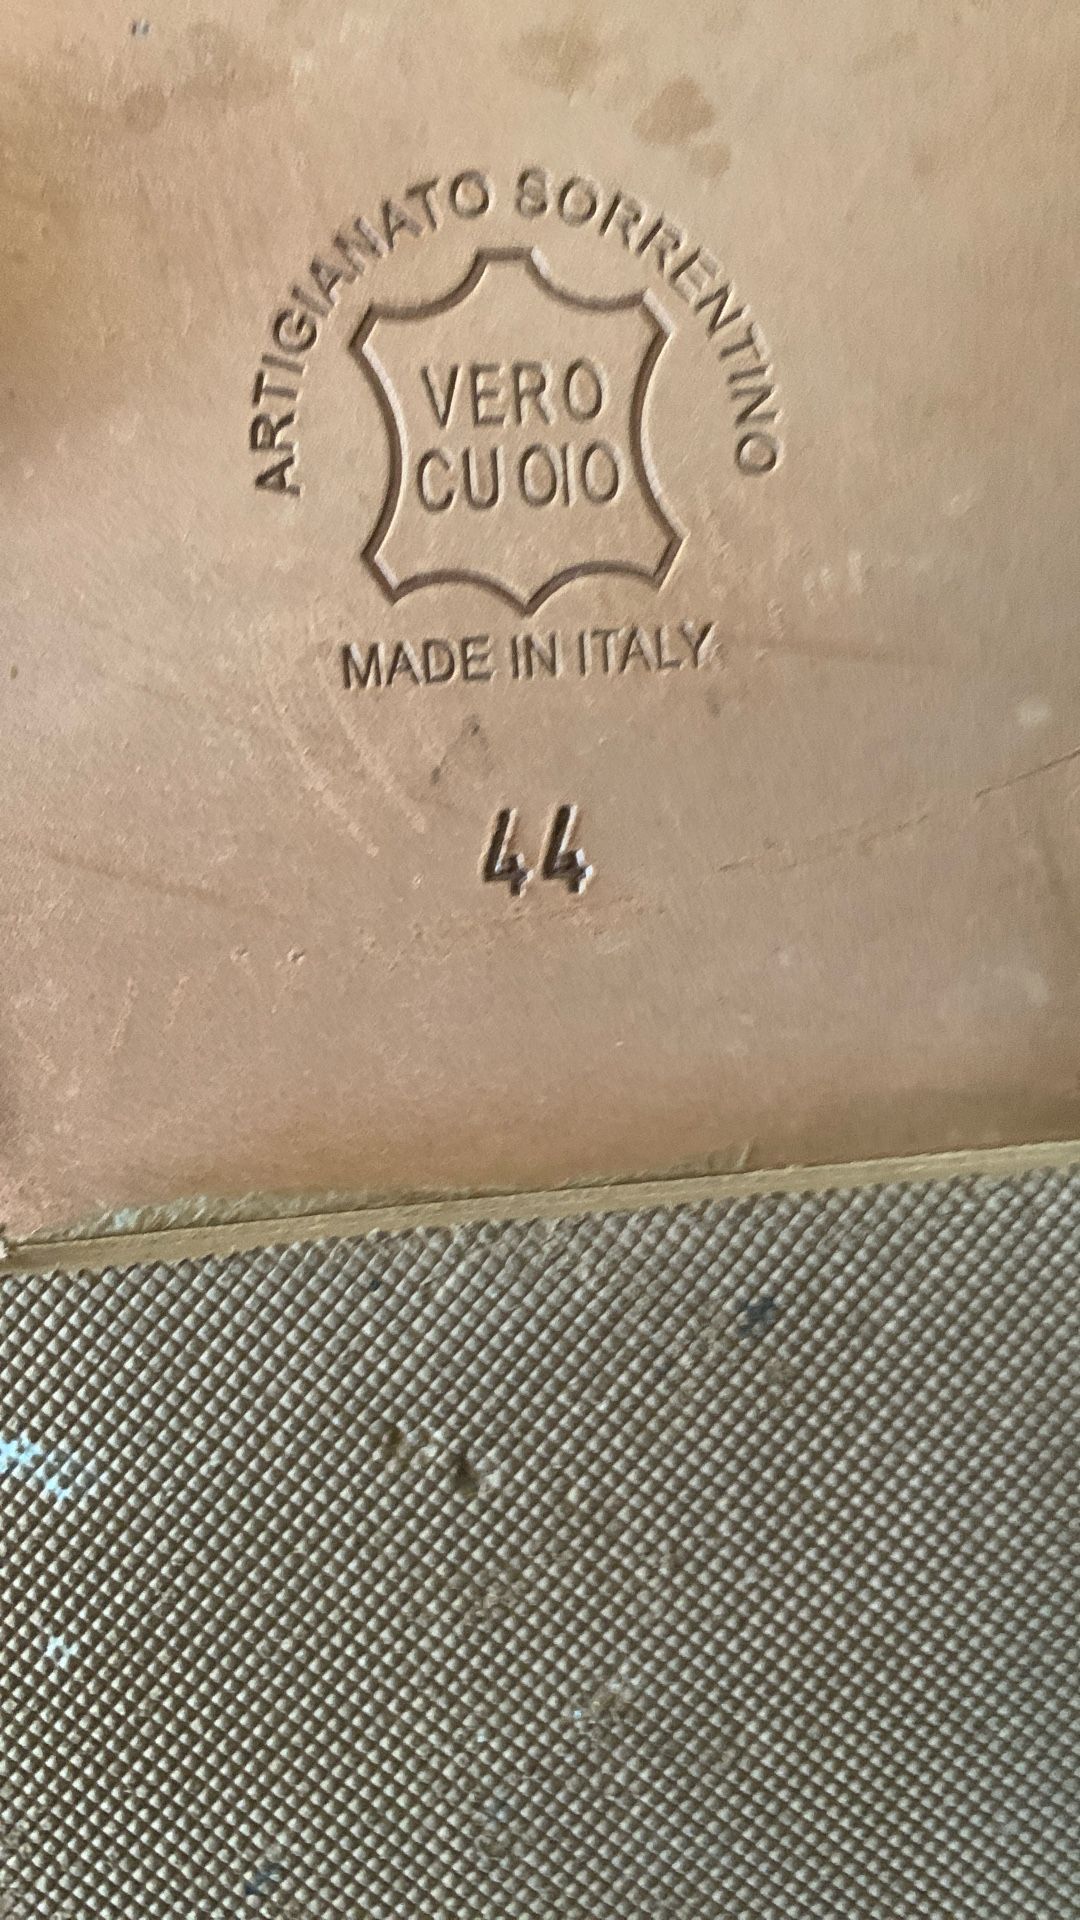 ARTIGIANATO SORRENTINO
VERO
CUOIO
MADE IN ITALY
44